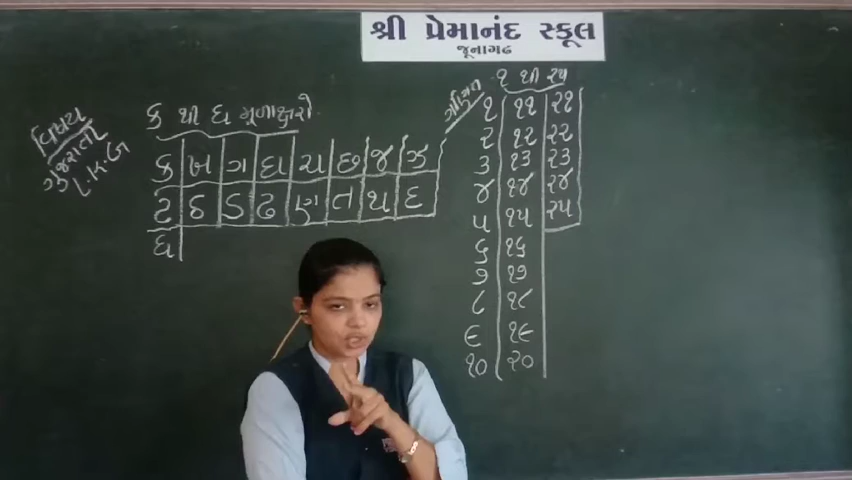 શ્રી પ્રેમાનંદ સ્કૂલ
જૂનાગઢ
વિષય
ગુજરાતી
L.K.G
ક થી ધ મૂળાક્ષરો
ક ખ ગ ઘ ચ છ જ ઝ
ટ ઠ ડ ઢ ણ ત થ દ
ધ
ગણિત
૧ થી ૨૫
૧ ૧૧ ૨૧
૨ ૧૨ ૨૨
૩ ૧૩ ૨૩
૪ ૧૪ ૨૪
૫ ૧૫ ૨૫
૬ ૧૬
૭ ૧૭
૮ ૧૮
૯ ૧૯
૧૦ ૨૦